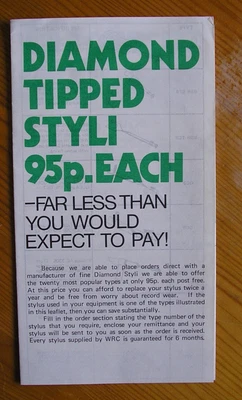 DIAMOND
TIPPED
STYLI
95p. EACH
–FAR LESS THAN
YOU WOULD
EXPECT TO PAY!
Because we are able to place orders direct with a
manufacturer of fine Diamond Styli we are able to offer
the twenty most popular types at only 95p. each post free.
At this price you can afford to replace your stylus twice a
year and be free from worry about record wear. If the
stylus used in your equipment is one of the types illustrated
in this leaflet, then you can save substantially.
Fill in the order section stating the type number of the
stylus that you require, enclose your remittance and your
stylus will be sent to you as soon as the order is received.
Every stylus supplied by WRC is guaranteed for 6 months.